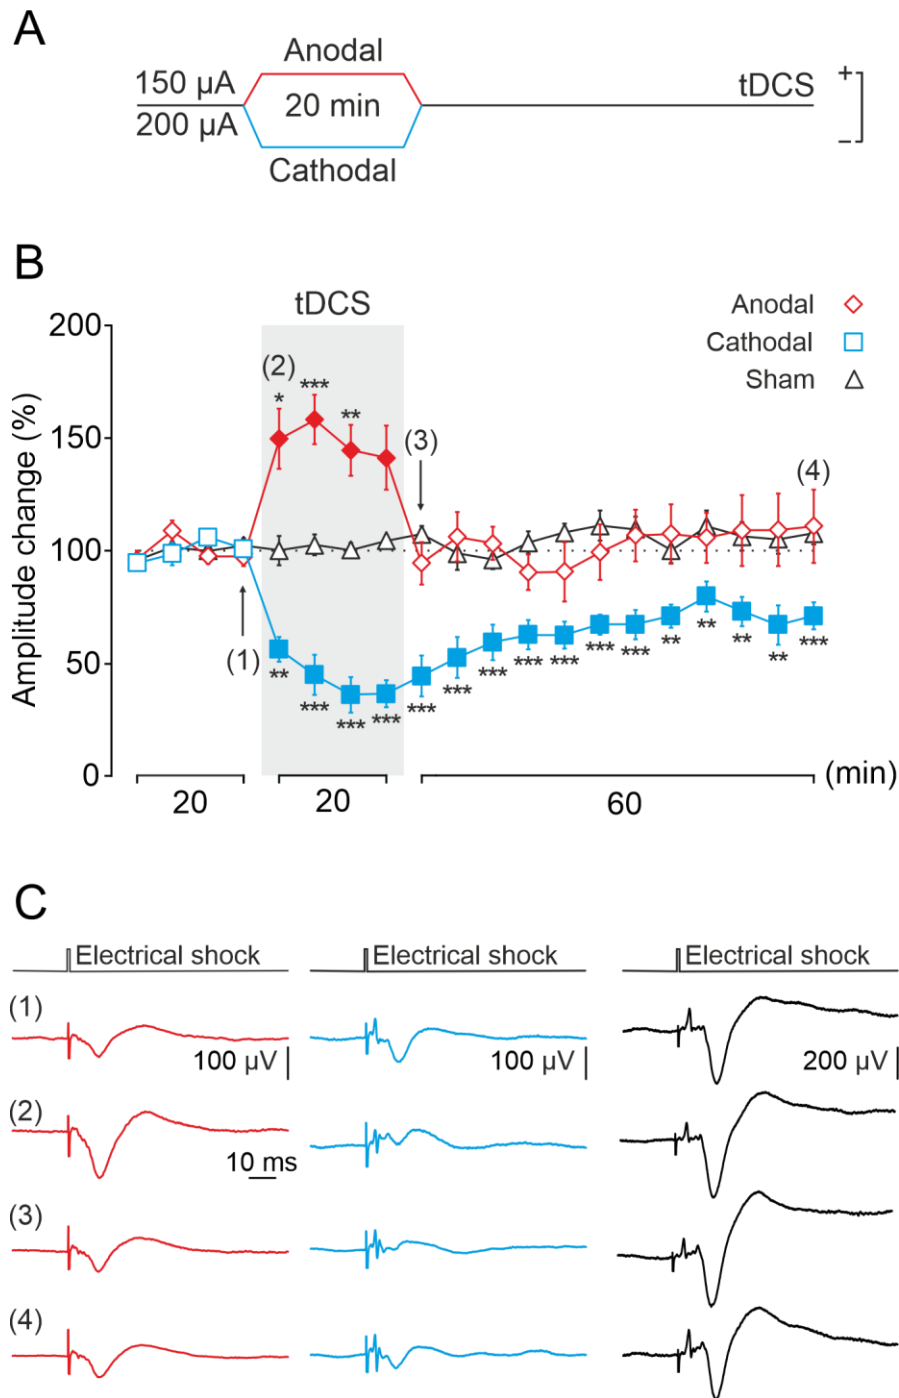 A
Anodal
150 µA
20 min
tDCS
+
200 µA
−
Cathodal
B
tDCS
200
Anodal
Cathodal
Sham
(2)
*
***
**
(3)
150
(4)
Amplitude change (%)
100
(1)
50
**
***
***
***
***
***
***
***
***
***
***
**
**
**
**
***
0
(min)
20
20
60
C
Electrical shock
Electrical shock
Electrical shock
(1)
100 µV
100 µV
200 µV
(2)
10 ms
(3)
(4)